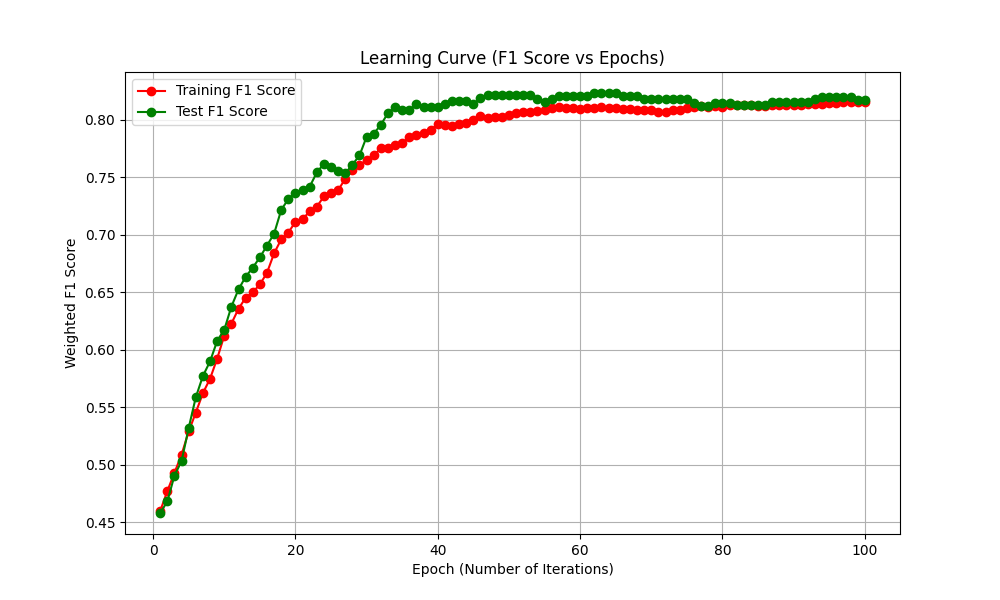 Learning Curve (F1 Score vs Epochs)
Training F1 Score
Test F1 Score
Weighted F1 Score
0.80
0.75
0.70
0.65
0.60
0.55
0.50
0.45
0 20 40 60 80 100
Epoch (Number of Iterations)